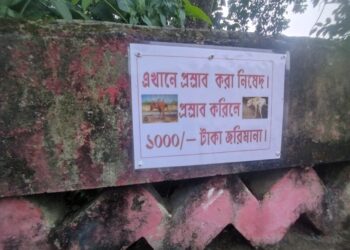 এখানে প্রস্রাব করা নিষেদ।
প্রস্রাব করিলে
১০০০/– টাকা জরিমানা।